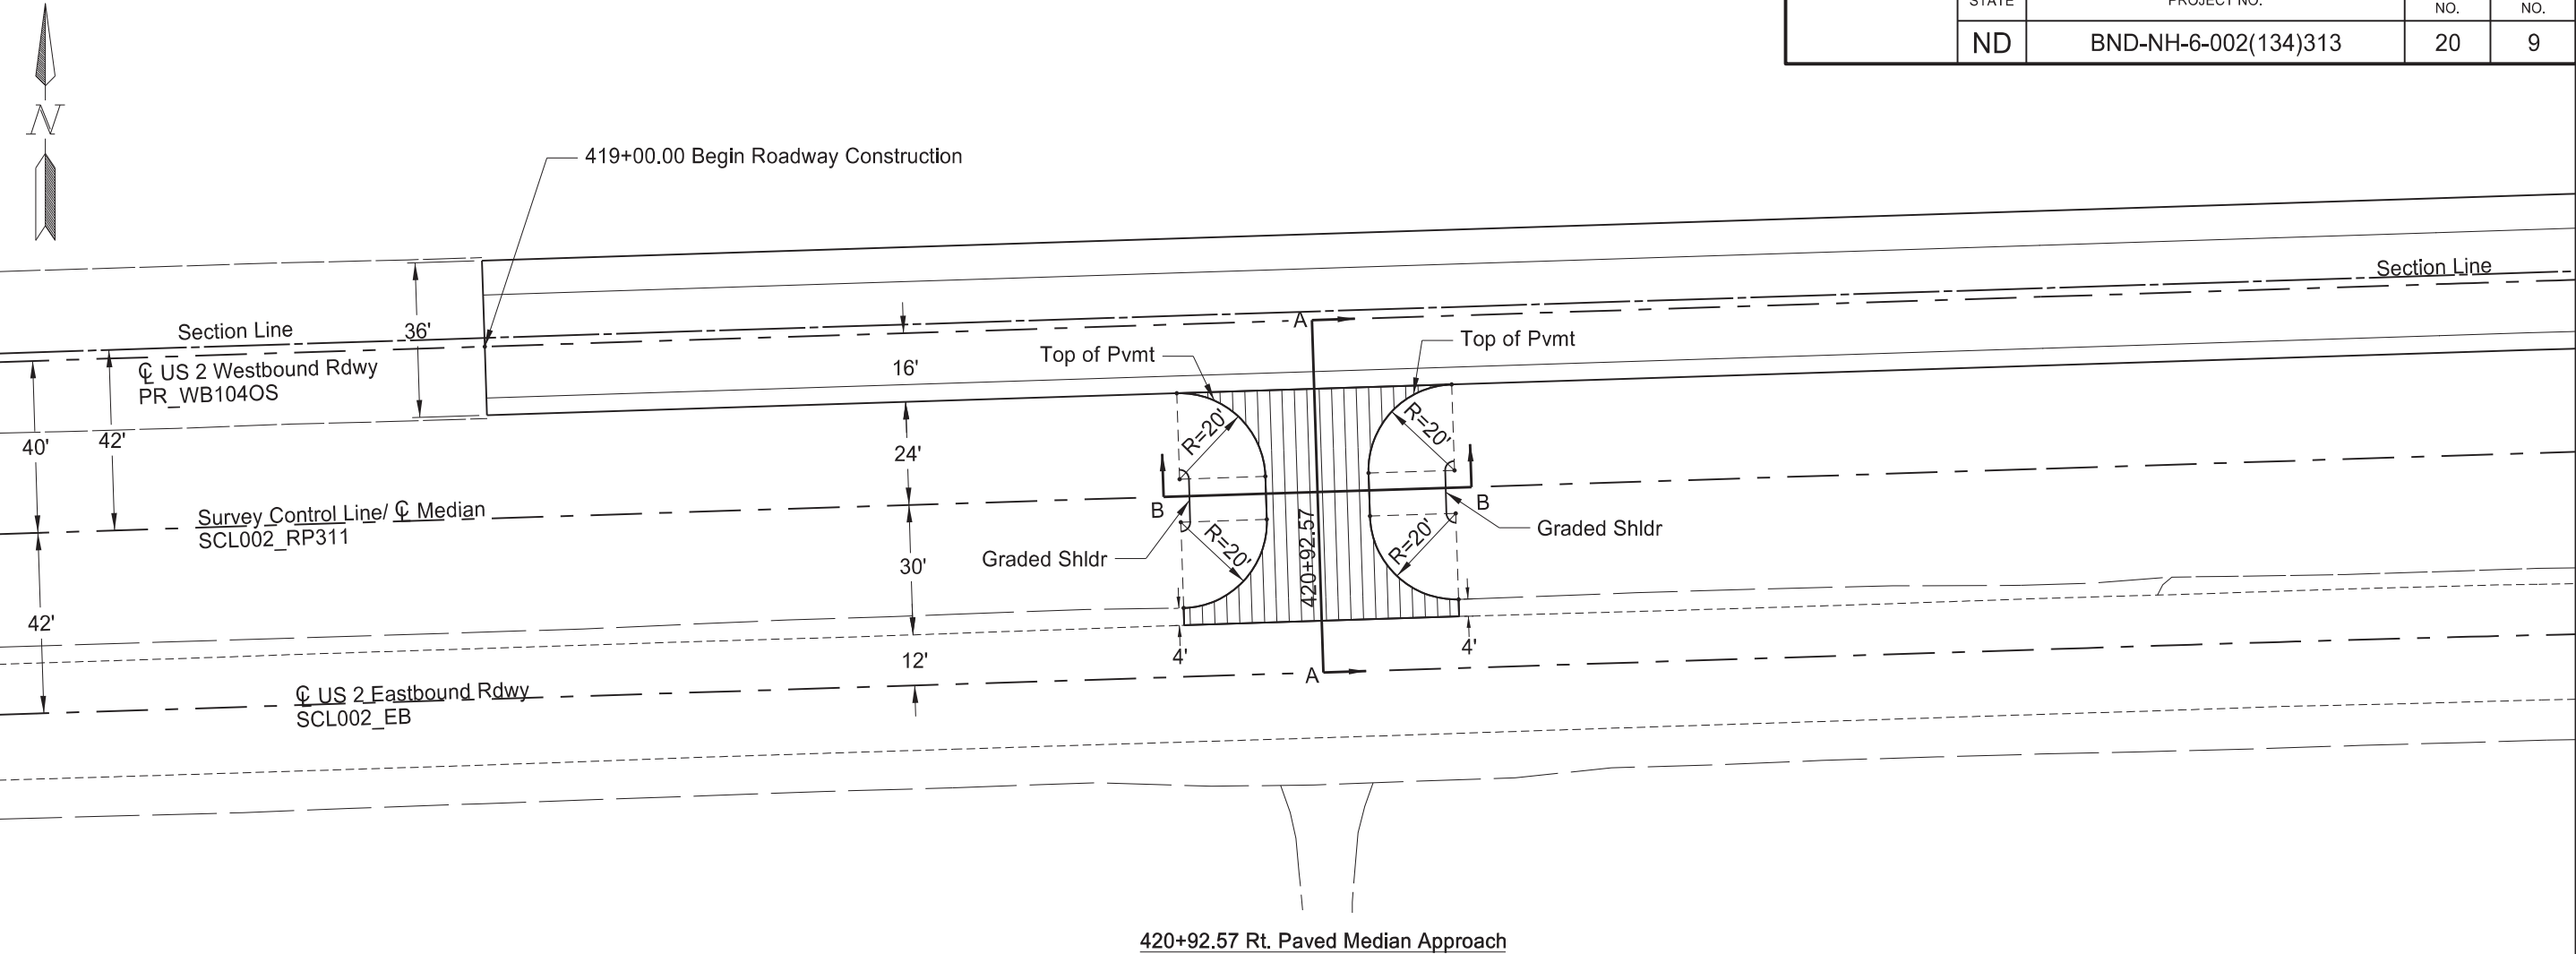 STATE PROJECT NO. NO. NO.
ND BND-NH-6-002(134)313 20 9
N
419+00.00 Begin Roadway Construction
Section Line
Section Line
36'
A
16'
Top of Pvmt
Top of Pvmt
℄ US 2 Westbound Rdwy
PR_WB104OS
40'
42'
24'
R=20'
R=20'
B
B
Survey Control Line/ ℄ Median
SCL002_RP311
Graded Shldr
Graded Shldr
R=20'
R=20'
420+92.57
30'
42'
12'
4'
4'
A
℄ US 2 Eastbound Rdwy
SCL002_EB
420+92.57 Rt. Paved Median Approach